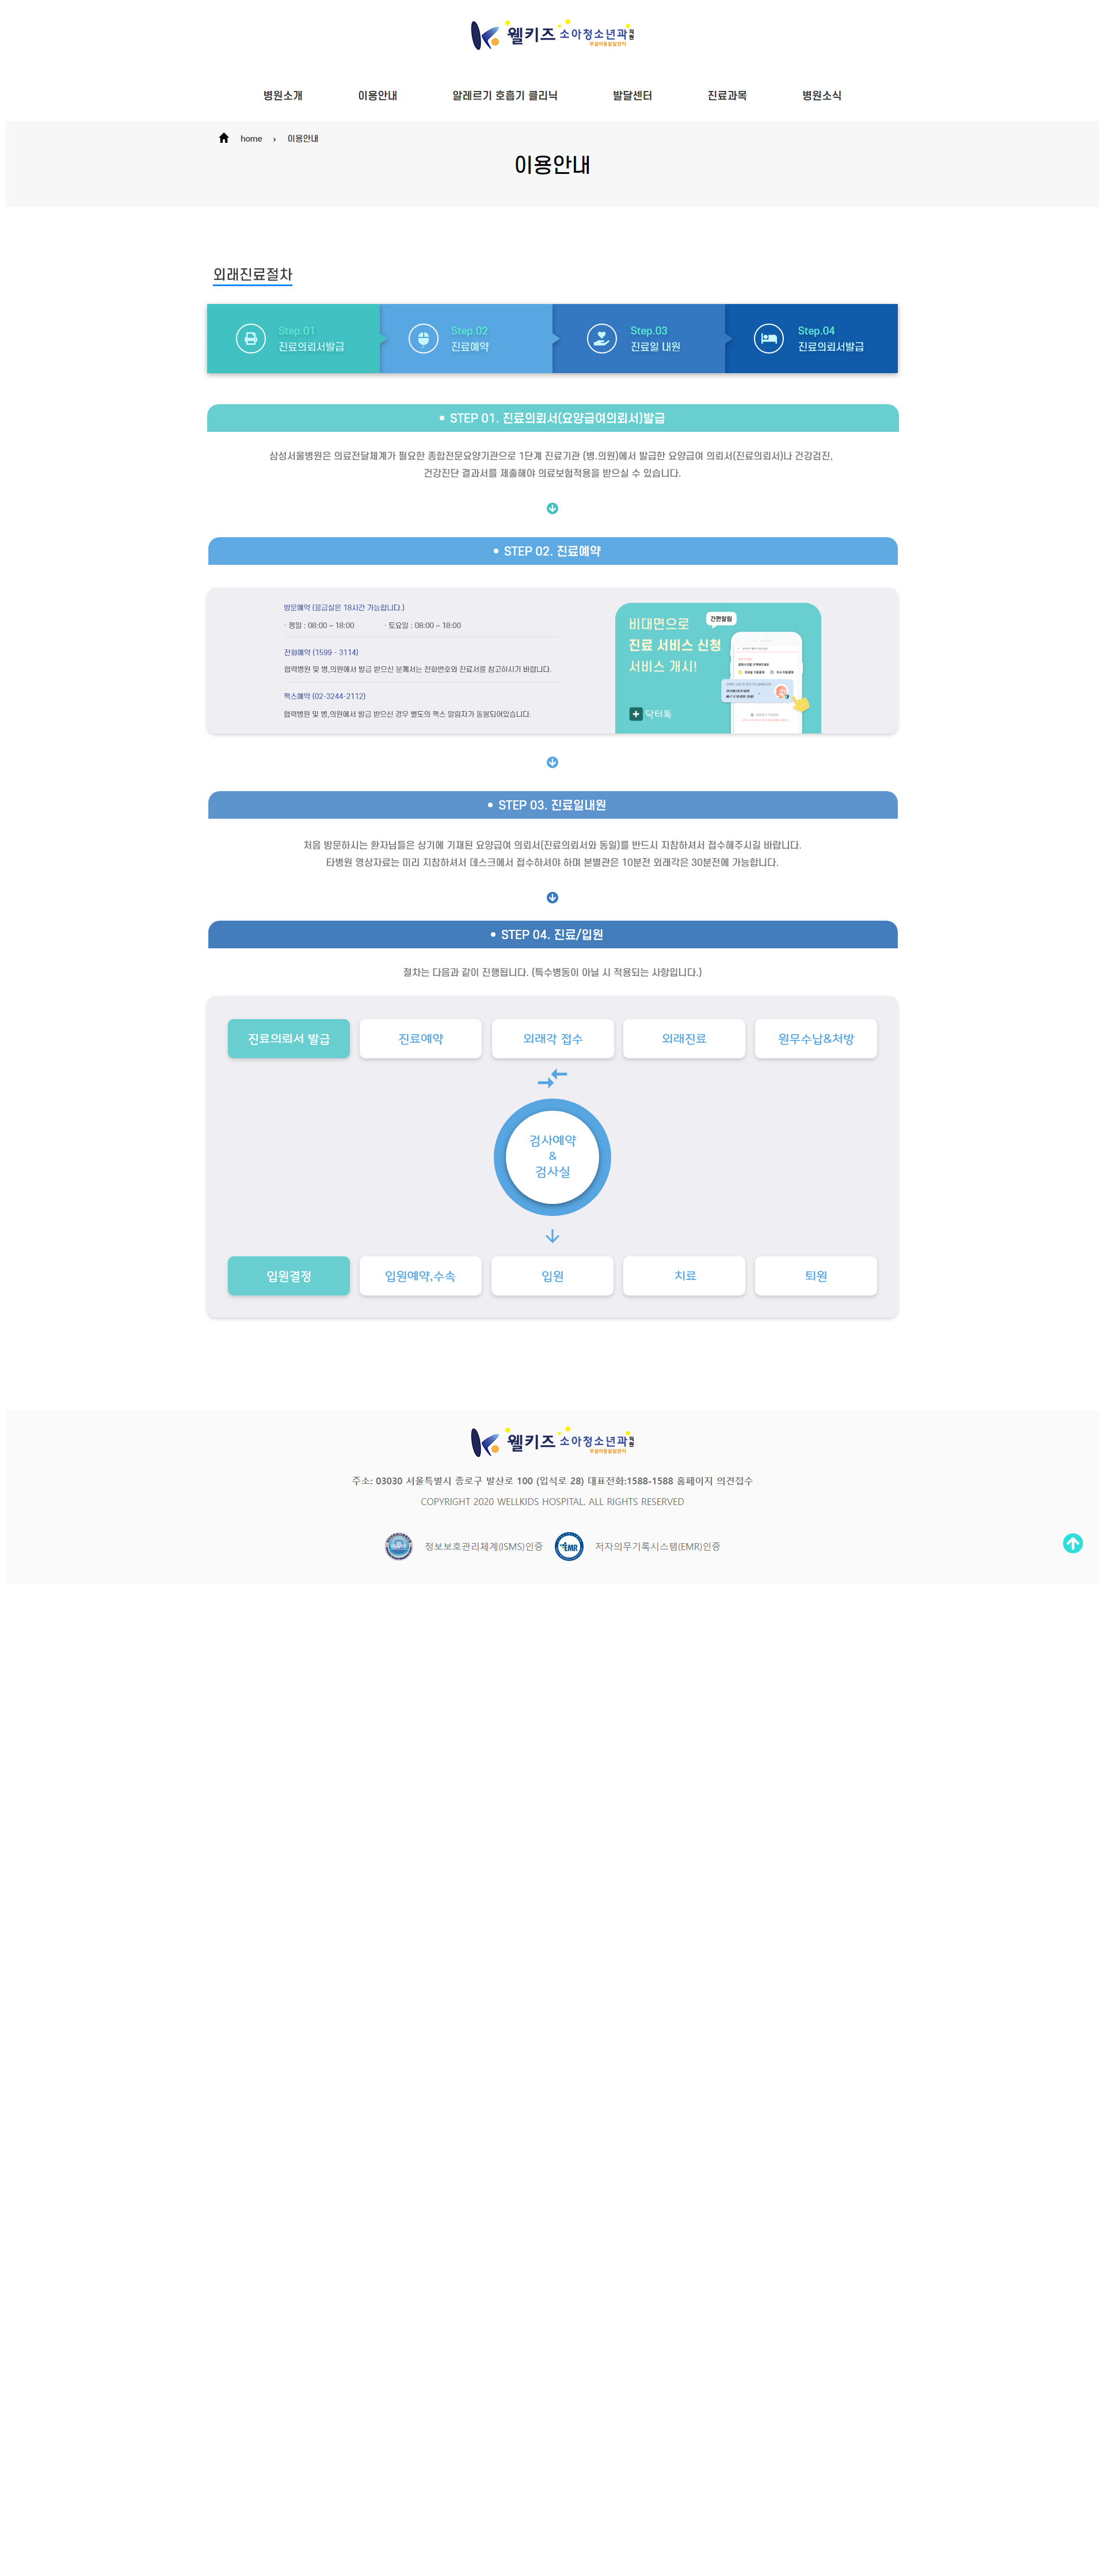 웰키즈 소아청소년과의원
부설아동발달센터
병원소개 이용안내 알레르기 호흡기 클리닉 발달센터 진료과목 병원소식
home › 이용안내
이용안내
외래진료절차
Step.01
진료의뢰서발급
Step.02
진료예약
Step.03
진료일 내원
Step.04
진료의뢰서발급
• STEP 01. 진료의뢰서(요양급여의뢰서)발급
삼성서울병원은 의료전달체계가 필요한 종합전문요양기관으로 1단계 진료기관 (병.의원)에서 발급한 요양급여 의뢰서(진료의뢰서)나 건강검진,
건강진단 결과서를 제출해야 의료보험적용을 받으실 수 있습니다.
• STEP 02. 진료예약
방문예약 (응급실은 18시간 가능합니다.)
· 평일 : 08:00 ~ 18:00 · 토요일 : 08:00 ~ 18:00
전화예약 (1599 - 3114)
협력병원 및 병,의원에서 발급 받으신 분께서는 전화번호와 진료서를 참고하시기 바랍니다.
팩스예약 (02-3244-2112)
협력병원 및 병,의원에서 발급 받으신 경우 별도의 팩스 알림자가 동봉되어있습니다.
비대면으로
진료 서비스 신청
서비스 개시!
간편알림
닥터톡
• STEP 03. 진료일내원
처음 방문하시는 환자님들은 상기에 기재된 요양급여 의뢰서(진료의뢰서와 동일)를 반드시 지참하셔서 접수해주시길 바랍니다.
타병원 영상자료는 미리 지참하셔서 데스크에서 접수하셔야 하며 본별관은 10분전 외래각은 30분전에 가능합니다.
• STEP 04. 진료/입원
절차는 다음과 같이 진행됩니다. (특수병동이 아닐 시 적용되는 사항입니다.)
진료의뢰서 발급 진료예약 외래각 접수 외래진료 원무수납&처방
검사예약
&
검사실
입원결정 입원예약,수속 입원 치료 퇴원
웰키즈 소아청소년과의원
부설아동발달센터
주소: 03030 서울특별시 종로구 발산로 100 (입석로 28) 대표전화:1588-1588 홈페이지 의견접수
COPYRIGHT 2020 WELLKIDS HOSPITAL. ALL RIGHTS RESERVED
정보보호관리체계(ISMS)인증 EMR 저자의무기록시스템(EMR)인증